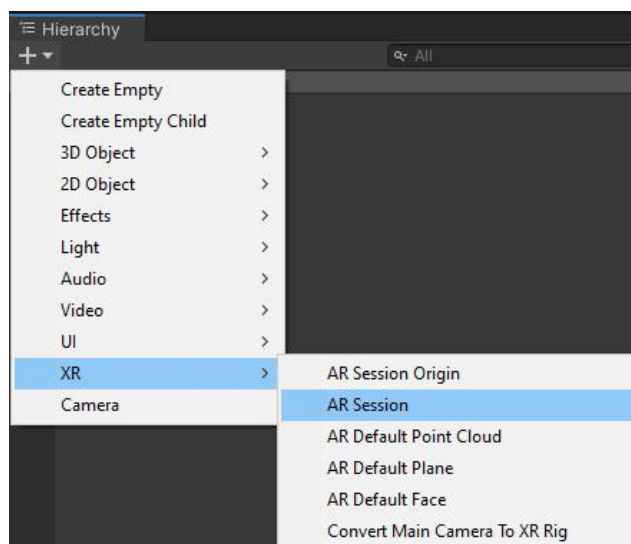 Hierarchy
All
Create Empty
Create Empty Child
3D Object
2D Object
Effects
Light
Audio
Video
UI
XR
Camera
AR Session Origin
AR Session
AR Default Point Cloud
AR Default Plane
AR Default Face
Convert Main Camera To XR Rig